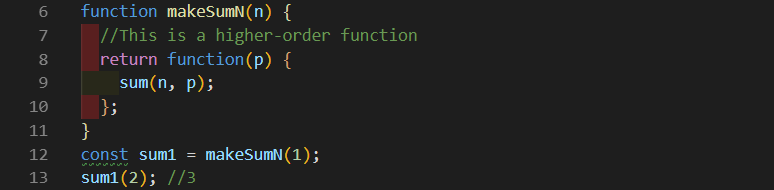 6 function makeSumN(n) {
7 //This is a higher-order function
8 return function(p) {
9 sum(n, p);
10 };
11 }
12 const sum1 = makeSumN(1);
13 sum1(2); //3